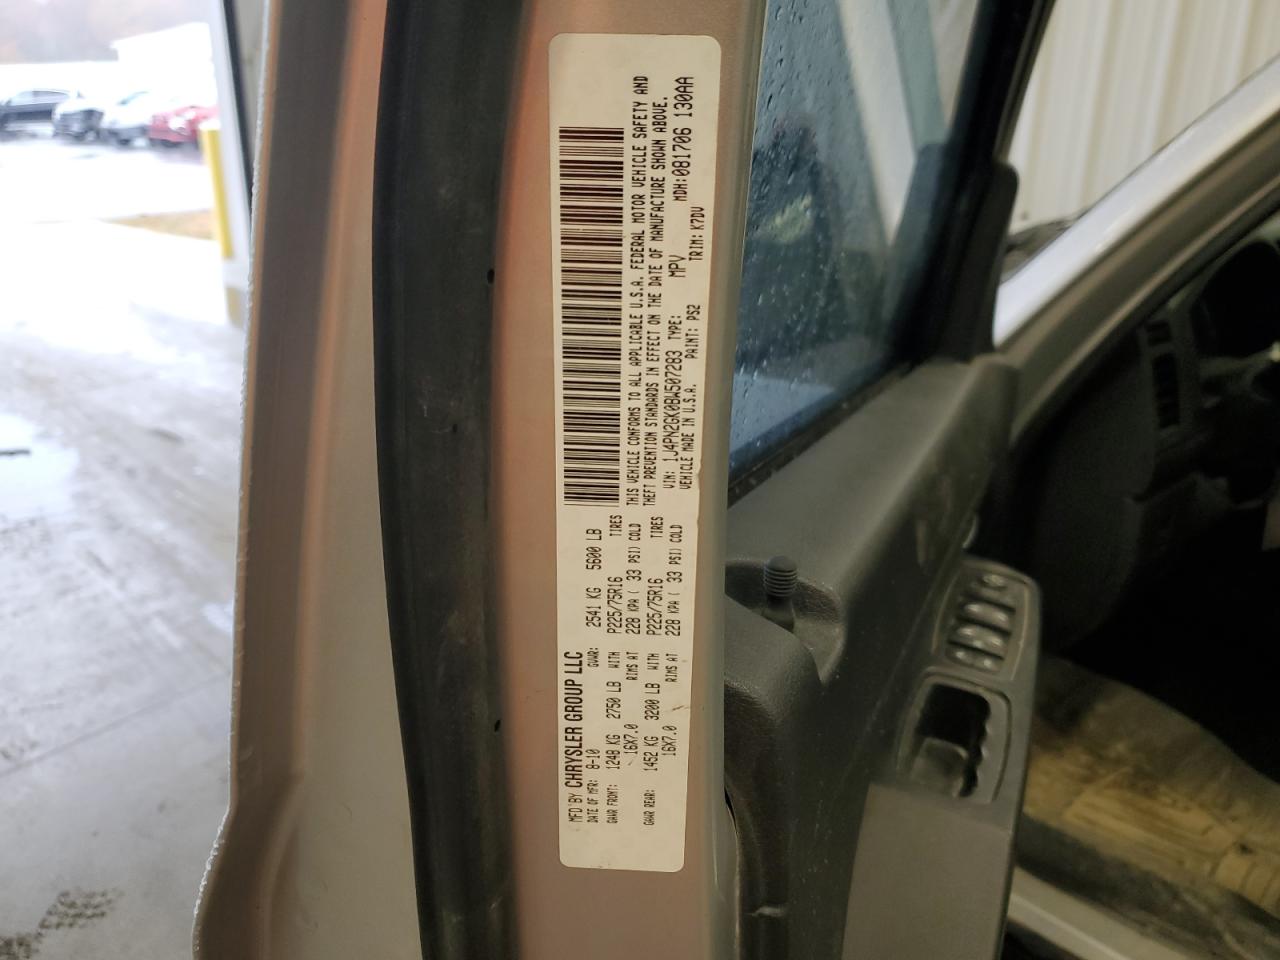 MFD BY CHRYSLER GROUP LLC
DATE OF MFR: 8-10 GVWR: 2541 KG 5600 LB
GAWR FRONT: 1248 KG 2750 LB WITH P225/75R16 TIRES
16X7.0 RIMS AT 228 KPA ( 33 PSI) COLD
GAWR REAR: 1452 KG 3200 LB WITH P225/75R16 TIRES
16X7.0 RIMS AT 228 KPA ( 33 PSI) COLD
THIS VEHICLE CONFORMS TO ALL APPLICABLE U.S.A. FEDERAL MOTOR VEHICLE SAFETY AND
THEFT PREVENTION STANDARDS IN EFFECT ON THE DATE OF MANUFACTURE SHOWN ABOVE.
VIN: 1J4PN2GK0BW507283 TYPE: MPV MDH:081706 130AA
VEHICLE MADE IN U.S.A. PAINT: PS2 TRIM: K7DV